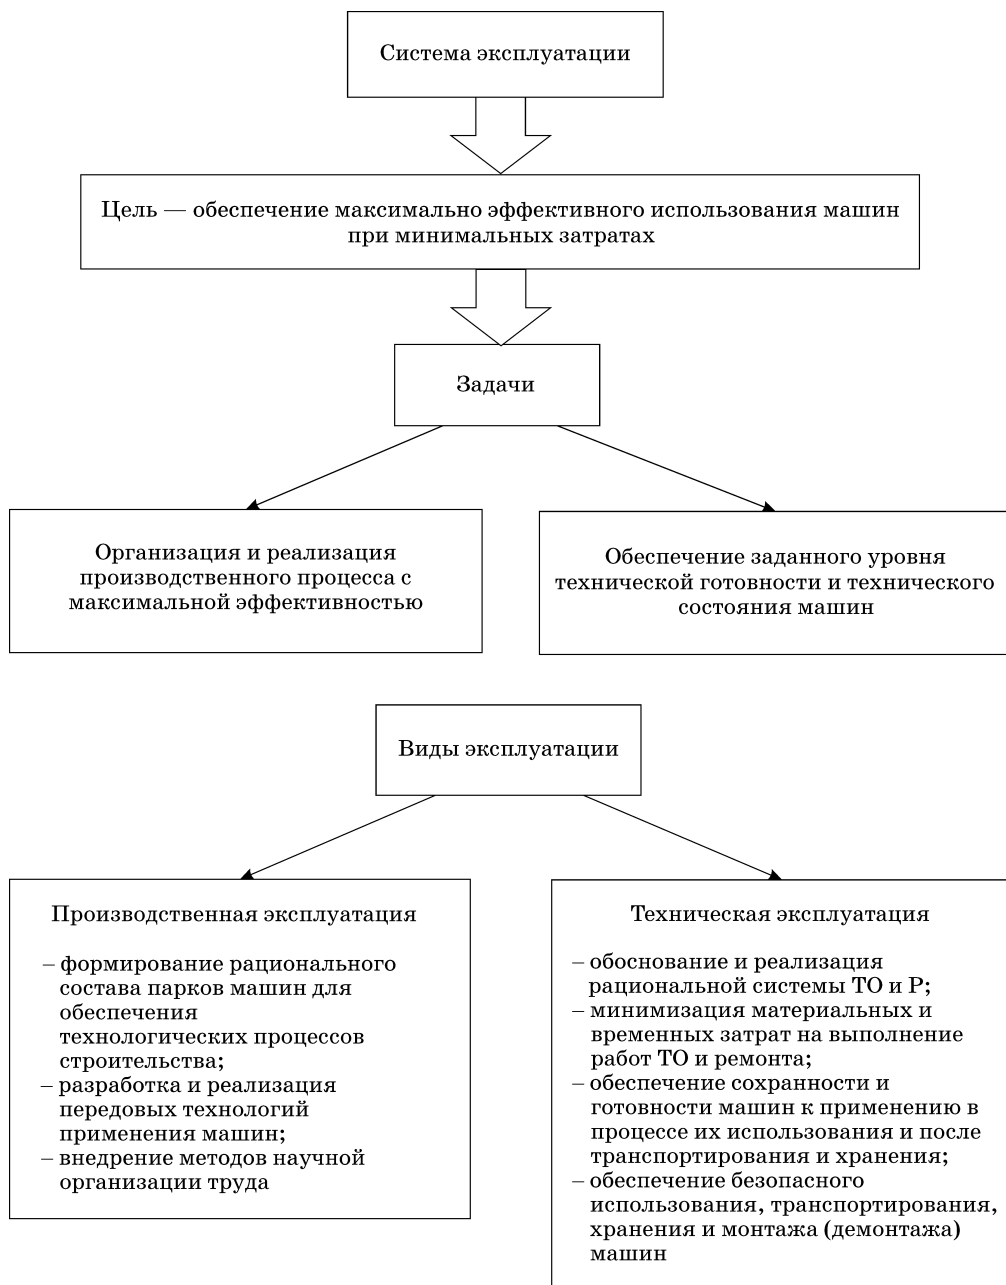 Система эксплуатации
Цель — обеспечение максимально эффективного использования машин
при минимальных затратах
Задачи
Организация и реализация
производственного процесса с
максимальной эффективностью
Обеспечение заданного уровня
технической готовности и технического
состояния машин
Виды эксплуатации
Производственная эксплуатация
– формирование рационального
состава парков машин для
обеспечения
технологических процессов
строительства;
– разработка и реализация
передовых технологий
применения машин;
– внедрение методов научной
организации труда
Техническая эксплуатация
– обоснование и реализация
рациональной системы ТО и Р;
– минимизация материальных и
временных затрат на выполнение
работ ТО и ремонта;
– обеспечение сохранности и
готовности машин к применению в
процессе их использования и после
транспортирования и хранения;
– обеспечение безопасного
использования, транспортирования,
хранения и монтажа (демонтажа)
машин